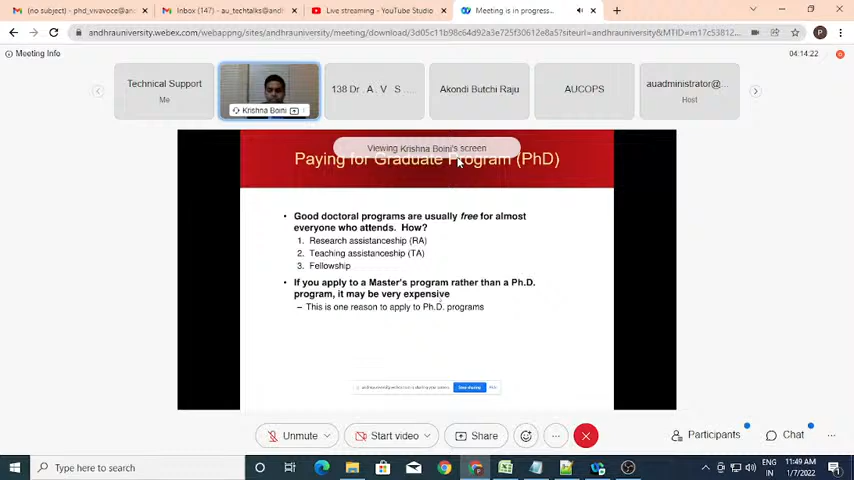 (no subject) - phd_vivavoce@and
Inbox (147) - au_techtalks@andh
Live streaming - YouTube Studio
Meeting is in progress...
andhrauniversity.webex.com/webappng/sites/andhrauniversity/meeting/download/3d05c11b98c64d92a3e725f30612e8a5?siteurl=andhrauniversity&MTID=m17c53812...
Meeting Info
04:14:22
Technical Support
Me
Krishna Boini
138 Dr . A . V S ...
Akondi Butchi Raju
AUCOPS
auadministrator@...
Host
Viewing Krishna Boini's screen
Paying for Graduate Program (PhD)
• Good doctoral programs are usually free for almost
everyone who attends. How?
1. Research assistanceship (RA)
2. Teaching assistanceship (TA)
3. Fellowship
• If you apply to a Master's program rather than a Ph.D.
program, it may be very expensive
– This is one reason to apply to Ph.D. programs
Stop sharing
Unmute
Start video
Share
Participants
Chat
Type here to search
ENG
IN
11:49 AM
1/7/2022